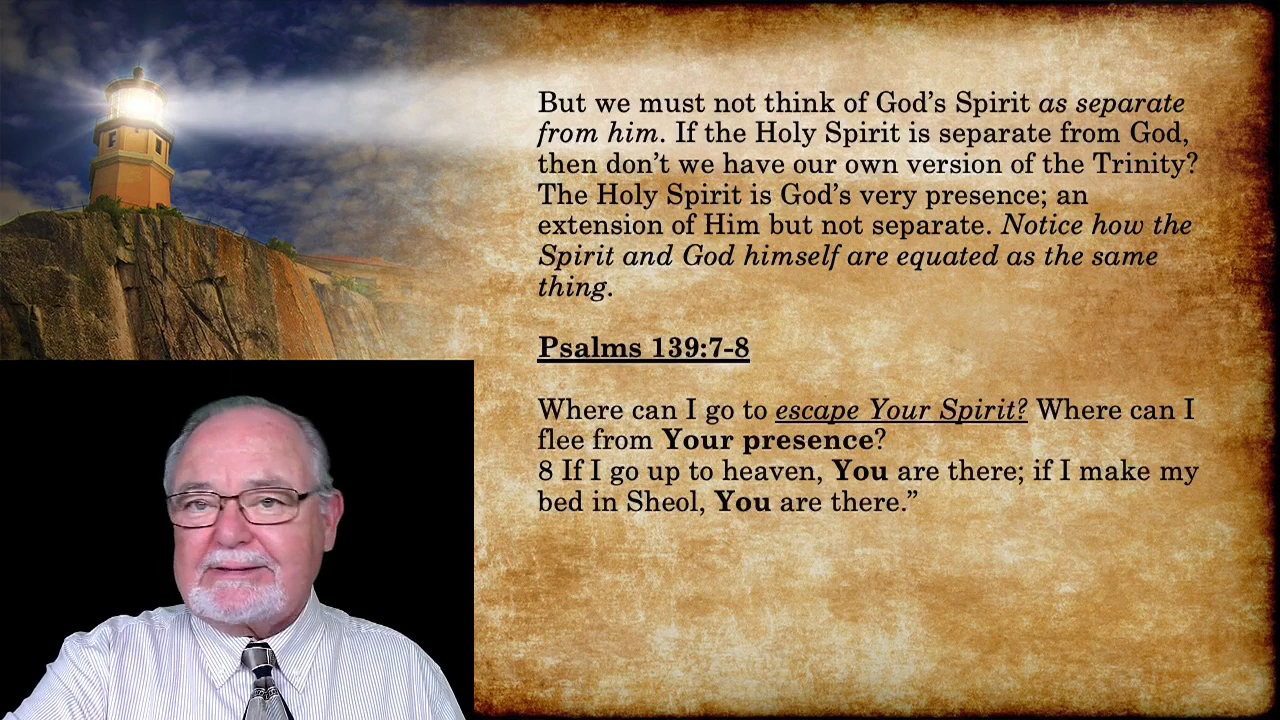 But we must not think of God’s Spirit as separate
from him. If the Holy Spirit is separate from God,
then don’t we have our own version of the Trinity?
The Holy Spirit is God’s very presence; an
extension of Him but not separate. Notice how the
Spirit and God himself are equated as the same
thing.
Psalms 139:7-8
Where can I go to escape Your Spirit? Where can I
flee from Your presence?
8 If I go up to heaven, You are there; if I make my
bed in Sheol, You are there.”